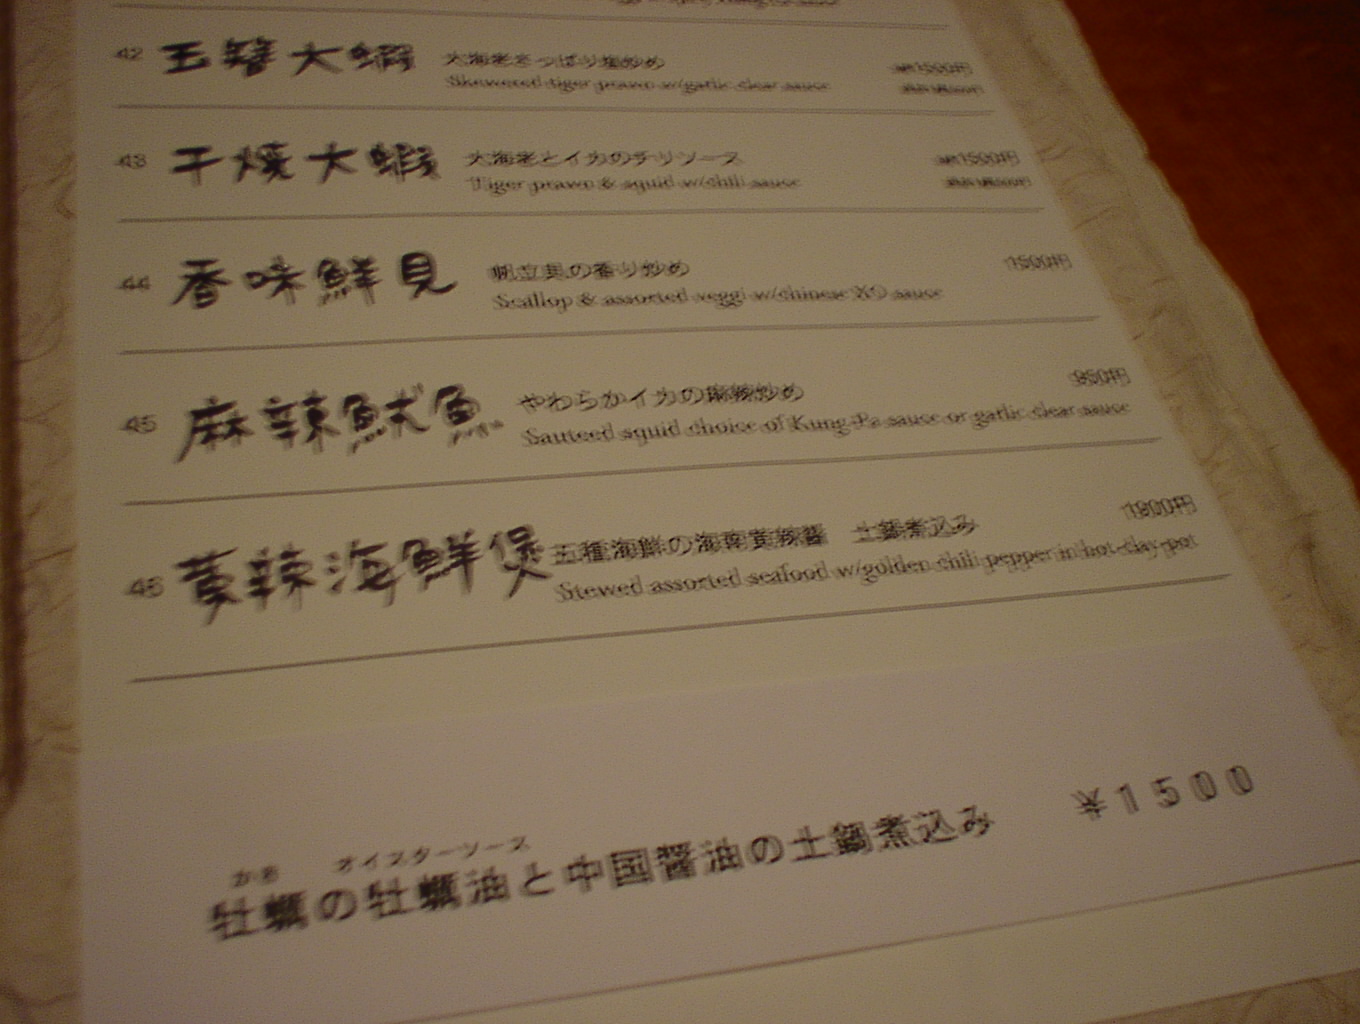 42 玉簪大蝦 大海老さっぱり塩炒め
Skewered tiger prawn w/garlic clear sauce
43 干焼大蝦 大海老とイカのチリソース
Tiger prawn & squid w/chili sauce
44 香味鮮貝 帆立貝の香り炒め 1500円
Scallop & assorted veggi w/chinese XO sauce
45 麻辣魷魚 やわらかイカの麻辣炒め 950円
Sauteed squid choice of Kung-Pa sauce or garlic clear sauce
46 黄辣海鮮煲 五種海鮮の海南黄辣醤 土鍋煮込み 1900円
Stewed assorted seafood w/golden chili pepper in hot-clay-pot
かき オイスターソース
牡蠣の牡蠣油と中国醤油の土鍋煮込み ¥1500